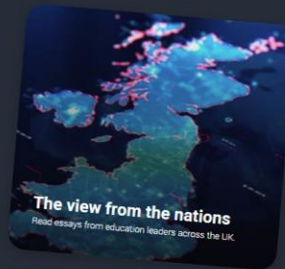 The view from the nations
Read essays from education leaders across the UK.